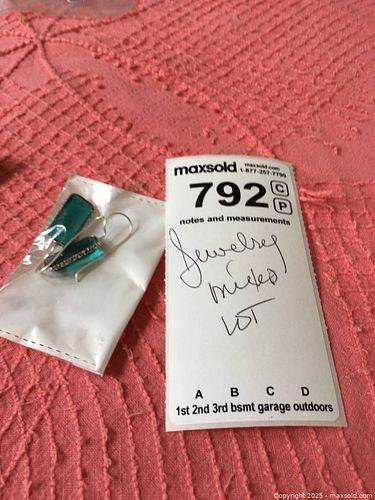 maxsold maxsold.com
1-877-257-7799
792 C
P
notes and measurements
Jewelry
mixed
LOT
A B C D
1st 2nd 3rd bsmt garage outdoors
Copyright 2025 - maxsold.com